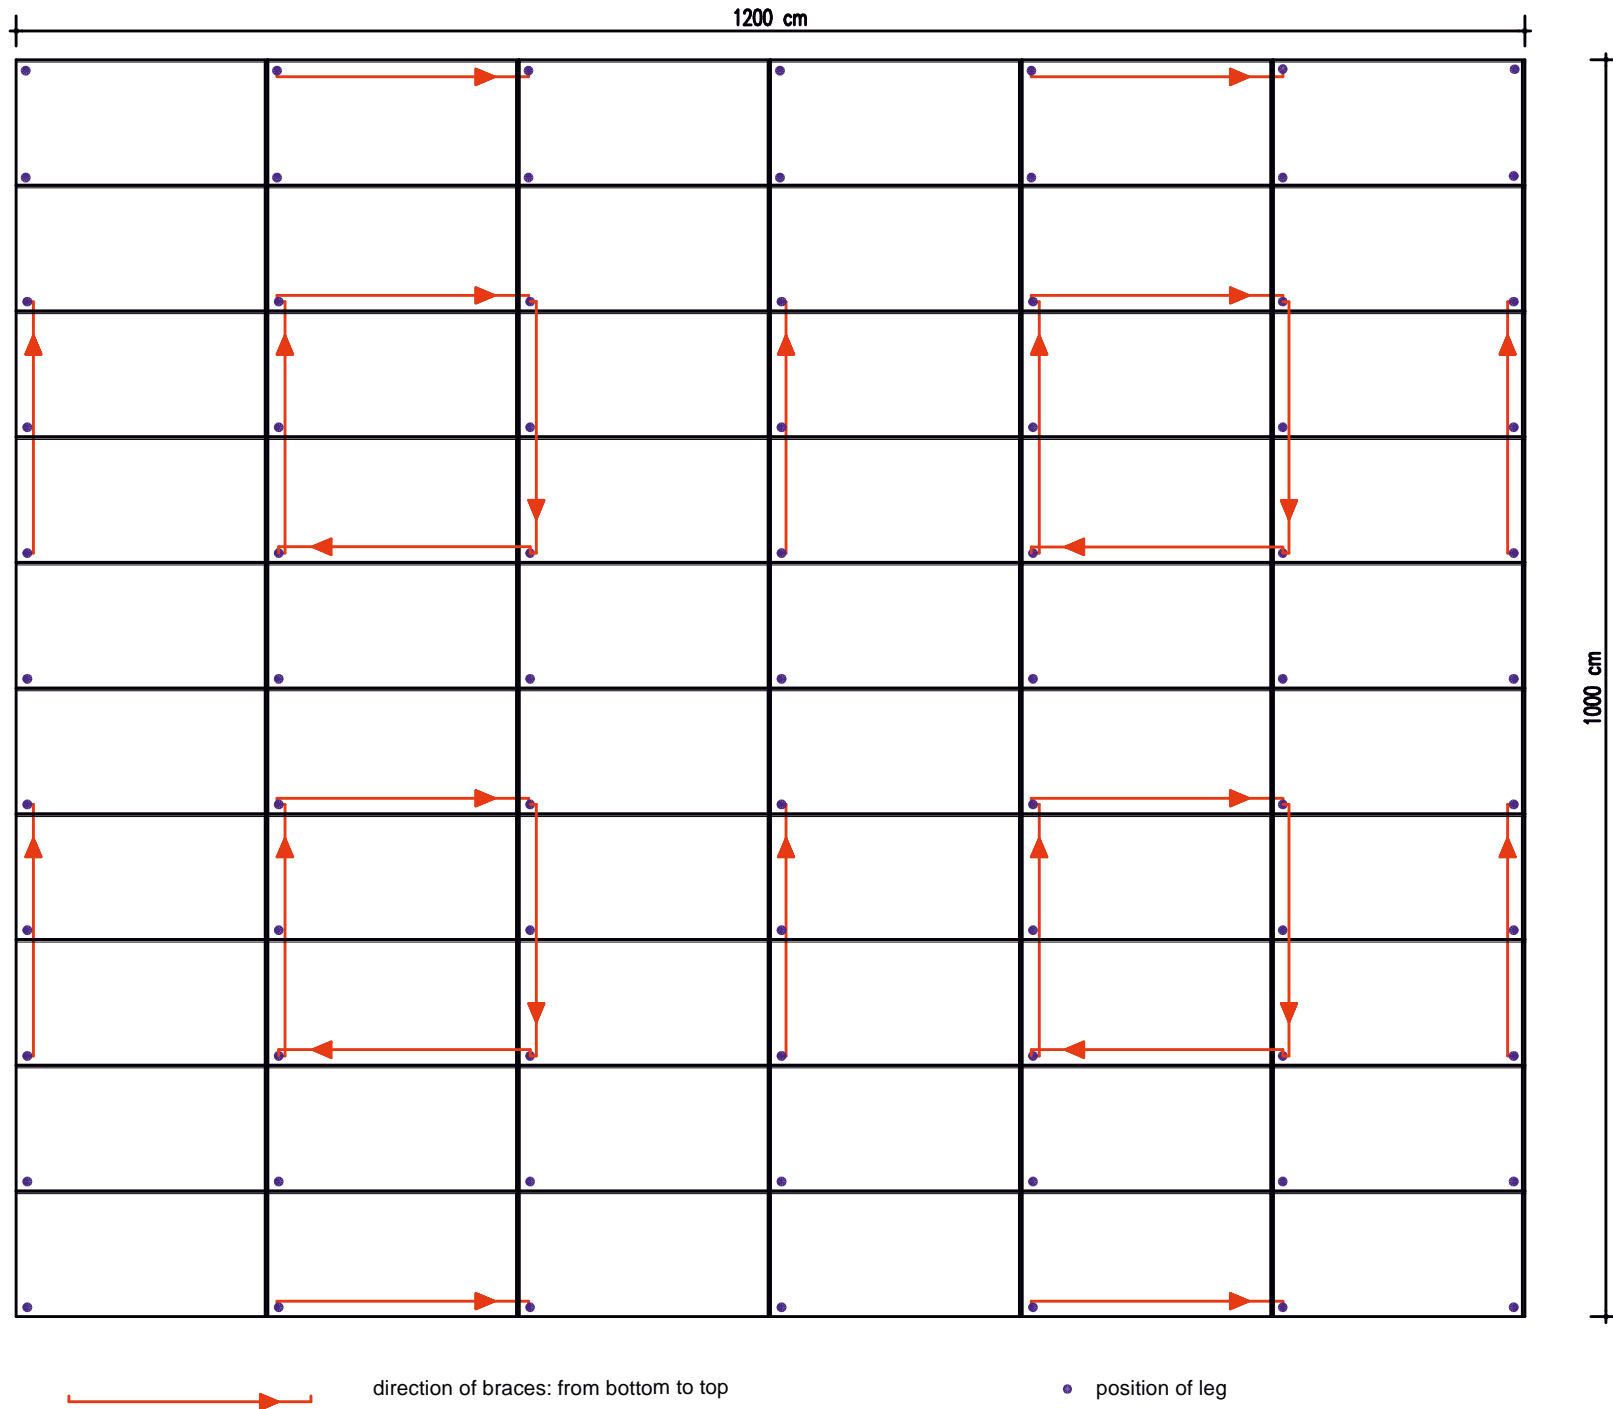 1200 cm
1000 cm
direction of braces: from bottom to top
position of leg